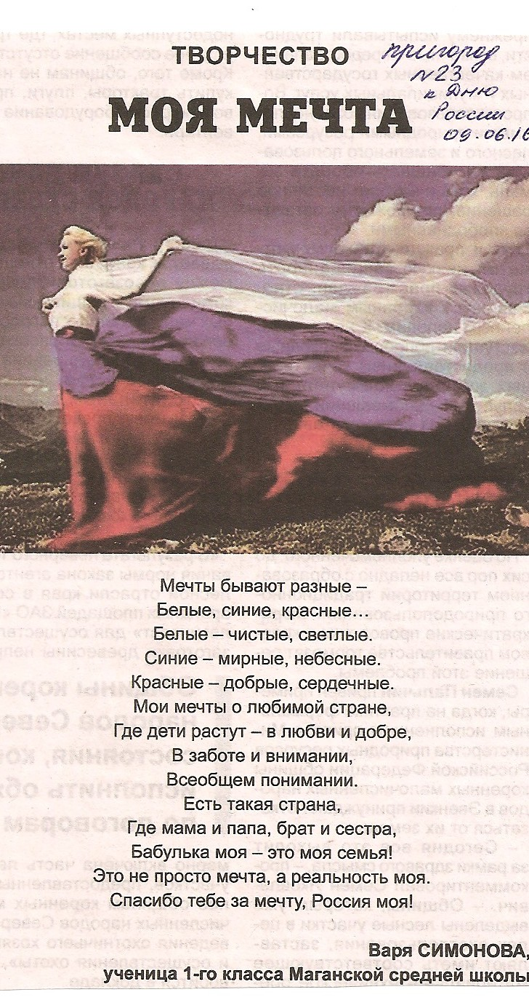 ТВОРЧЕСТВО
МОЯ МЕЧТА
Пригород
№23
к Дню
России
09.06.16
Мечты бывают разные –
Белые, синие, красные…
Белые – чистые, светлые.
Синие – мирные, небесные.
Красные – добрые, сердечные.
Мои мечты о любимой стране,
Где дети растут – в любви и добре,
В заботе и внимании,
Всеобщем понимании.
Есть такая страна,
Где мама и папа, брат и сестра,
Бабулька моя – это моя семья!
Это не просто мечта, а реальность моя.
Спасибо тебе за мечту, Россия моя!
Варя СИМОНОВА,
ученица 1-го класса Маганской средней школы